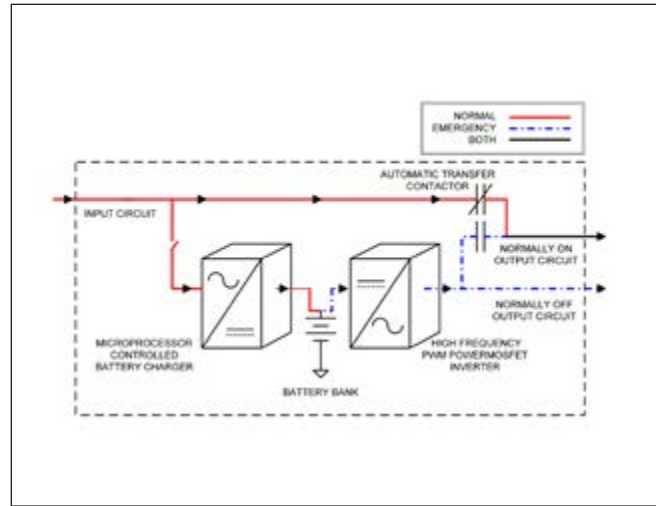 NORMAL
EMERGENCY
BOTH
AUTOMATIC TRANSFER
CONTACTOR
INPUT CIRCUIT
NORMALLY ON
OUTPUT CIRCUIT
NORMALLY OFF
OUTPUT CIRCUIT
MICROPROCESSOR
CONTROLLED
BATTERY CHARGER
HIGH FREQUENCY
PWM POWERMOSFET
INVERTER
BATTERY BANK